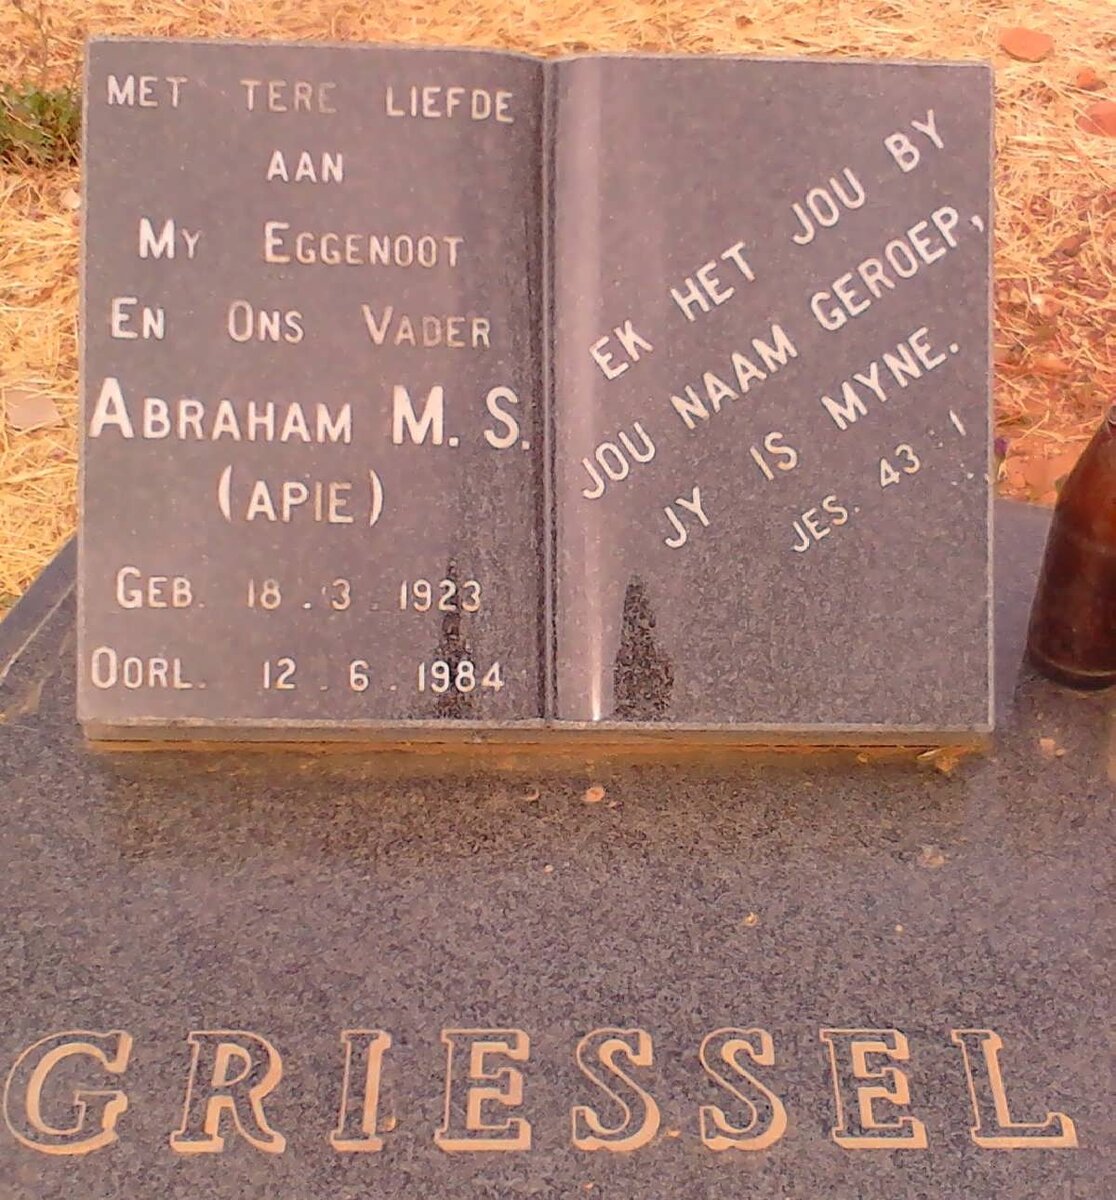 MET TERE LIEFDE
AAN
MY EGGENOOT
EN ONS VADER
ABRAHAM M. S.
(APIE)
GEB. 18. 3. 1923
OORL. 12. 6. 1984
EK HET JOU BY
JOU NAAM GEROEP,
JY IS MYNE.
JES. 43 : 1
GRIESSEL